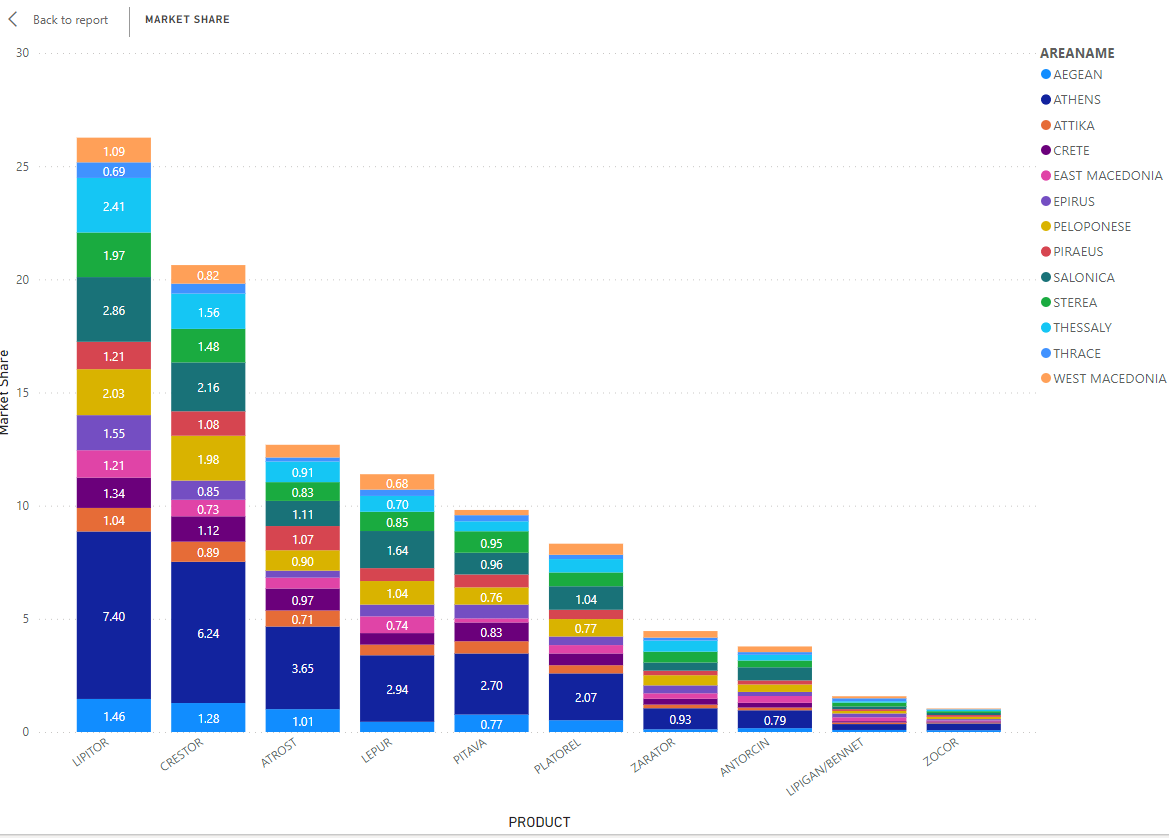 Back to report MARKET SHARE
30
25
20
15
10
5
0
Market Share
1.09
0.69
2.41
1.97
2.86
1.21
2.03
1.55
1.21
1.34
1.04
7.40
1.46
0.82
1.56
1.48
2.16
1.08
1.98
0.85
0.73
1.12
0.89
6.24
1.28
0.91
0.83
1.11
1.07
0.90
0.97
0.71
3.65
1.01
0.68
0.70
0.85
1.64
1.04
0.74
2.94
0.95
0.96
0.76
0.83
2.70
0.77
1.04
0.77
2.07
0.93
0.79
LIPITOR
CRESTOR
ATROST
LEPUR
PITAVA
PLATOREL
ZARATOR
ANTORCIN
LIPIGAN/BENNET
ZOCOR
PRODUCT
AREANAME
AEGEAN
ATHENS
ATTIKA
CRETE
EAST MACEDONIA
EPIRUS
PELOPONESE
PIRAEUS
SALONICA
STEREA
THESSALY
THRACE
WEST MACEDONIA